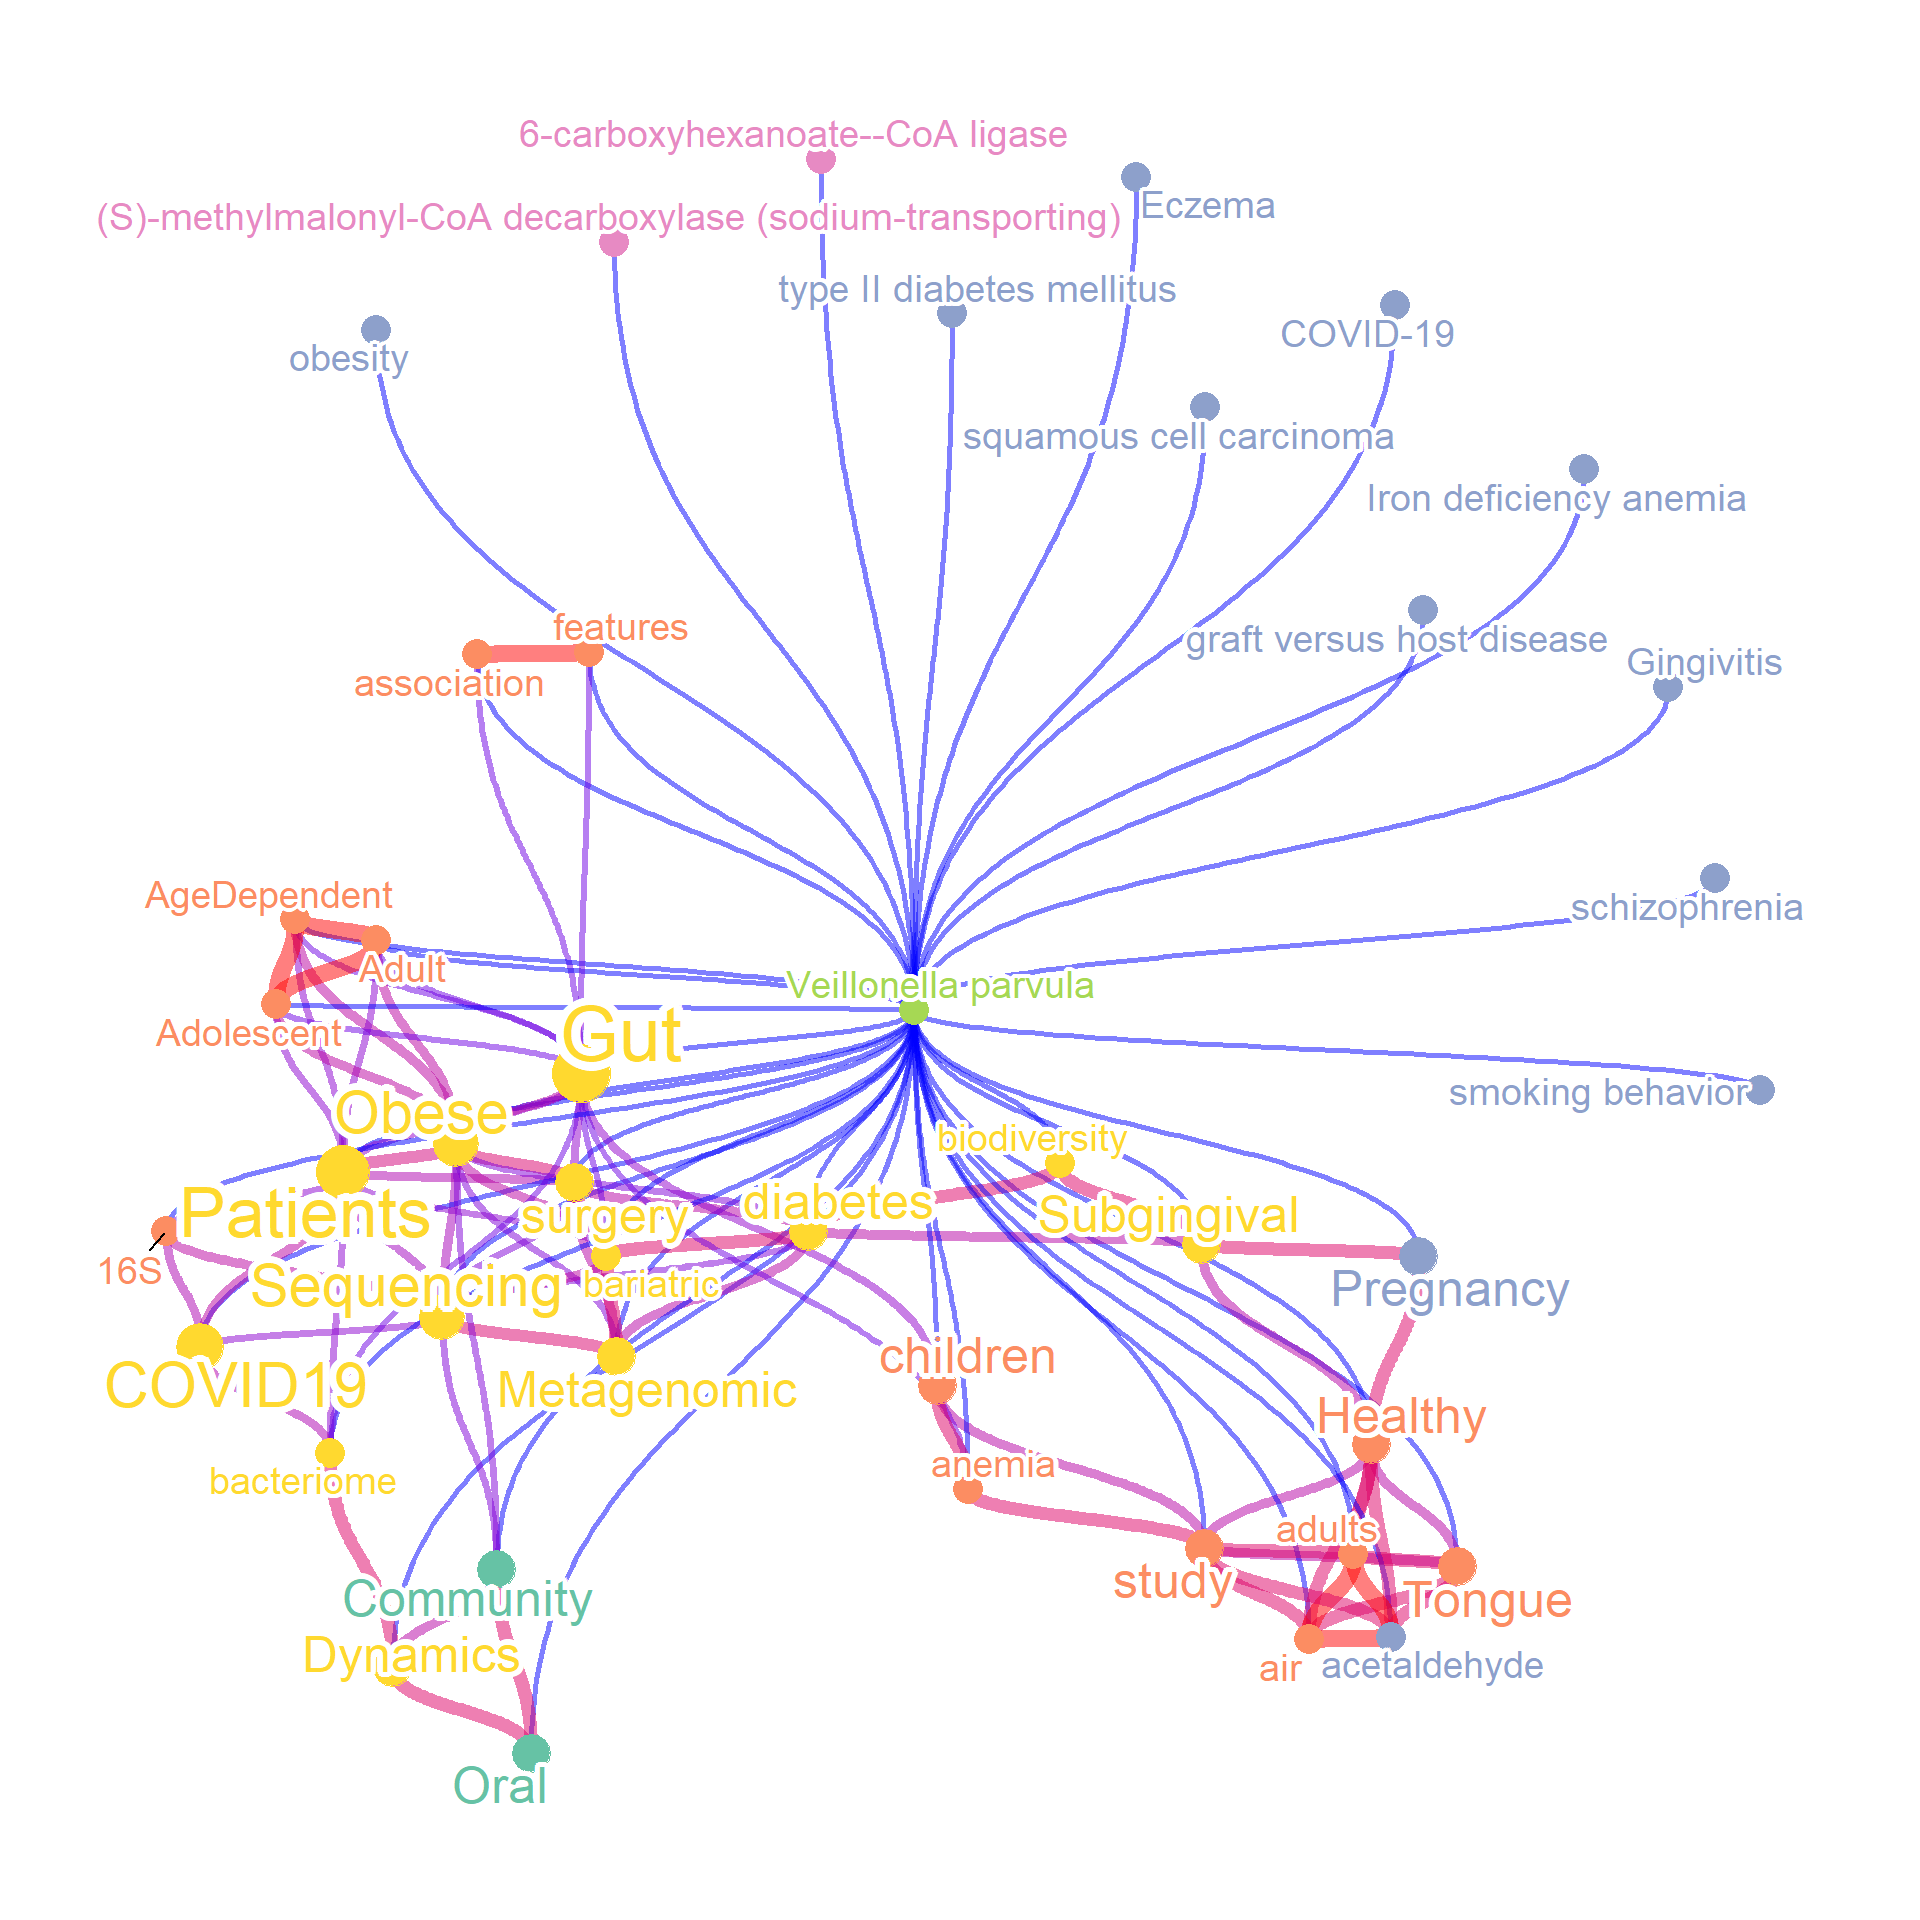 6-carboxyhexanoate--CoA ligase
Eczema
(S)-methylmalonyl-CoA decarboxylase (sodium-transporting)
type II diabetes mellitus
COVID-19
obesity
squamous cell carcinoma
Iron deficiency anemia
features
graft versus host disease
Gingivitis
association
AgeDependent
schizophrenia
Adult
Veillonella parvula
Adolescent
Gut
smoking behavior
Obese
biodiversity
diabetes
Patients
surgery
Subgingival
16S
Sequencing
bariatric
Pregnancy
children
COVID19
Metagenomic
Healthy
anemia
bacteriome
adults
study
Community
Tongue
Dynamics
air
acetaldehyde
Oral